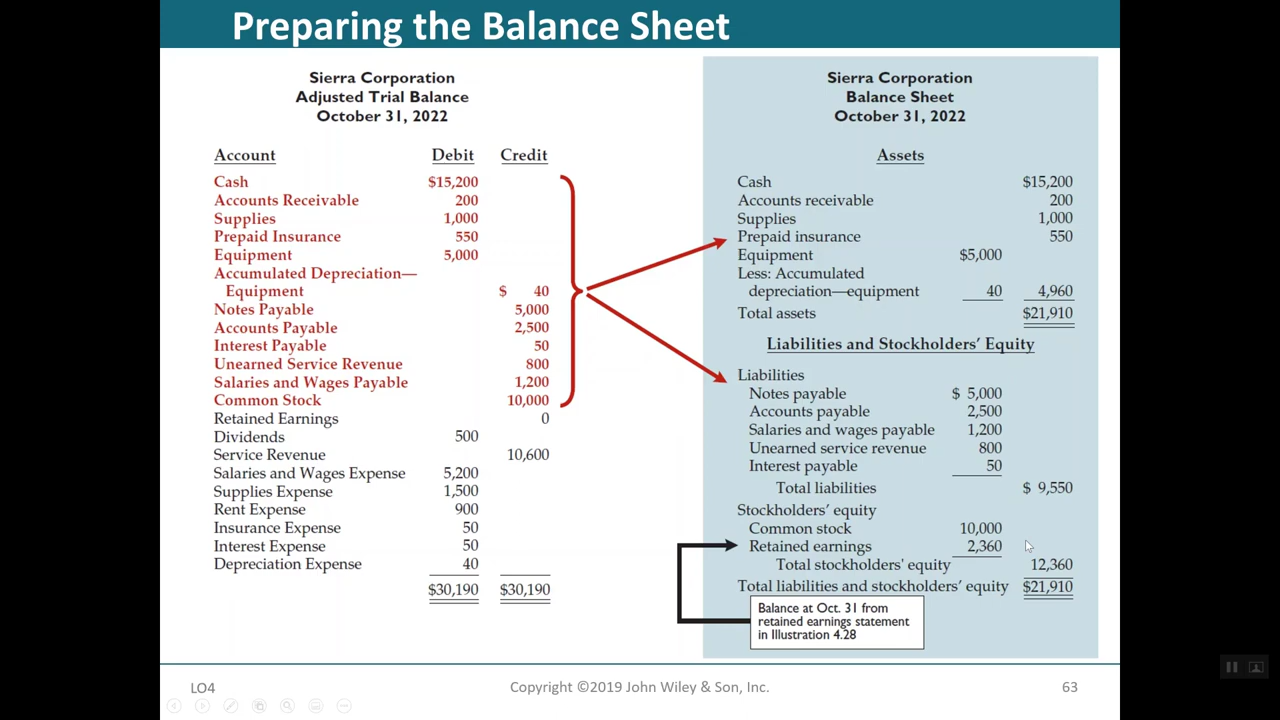 Preparing the Balance Sheet
Sierra Corporation
Adjusted Trial Balance
October 31, 2022
Account Debit Credit
Cash $15,200
Accounts Receivable 200
Supplies 1,000
Prepaid Insurance 550
Equipment 5,000
Accumulated Depreciation—
Equipment $ 40
Notes Payable 5,000
Accounts Payable 2,500
Interest Payable 50
Unearned Service Revenue 800
Salaries and Wages Payable 1,200
Common Stock 10,000
Retained Earnings 0
Dividends 500
Service Revenue 10,600
Salaries and Wages Expense 5,200
Supplies Expense 1,500
Rent Expense 900
Insurance Expense 50
Interest Expense 50
Depreciation Expense 40
$30,190 $30,190
Sierra Corporation
Balance Sheet
October 31, 2022
Assets
Cash $15,200
Accounts receivable 200
Supplies 1,000
Prepaid insurance 550
Equipment $5,000
Less: Accumulated
depreciation—equipment 40 4,960
Total assets $21,910
Liabilities and Stockholders' Equity
Liabilities
Notes payable $ 5,000
Accounts payable 2,500
Salaries and wages payable 1,200
Unearned service revenue 800
Interest payable 50
Total liabilities $ 9,550
Stockholders' equity
Common stock 10,000
Retained earnings 2,360
Total stockholders' equity 12,360
Total liabilities and stockholders' equity $21,910
Balance at Oct. 31 from
retained earnings statement
in Illustration 4.28
LO4 Copyright ©2019 John Wiley & Son, Inc. 63